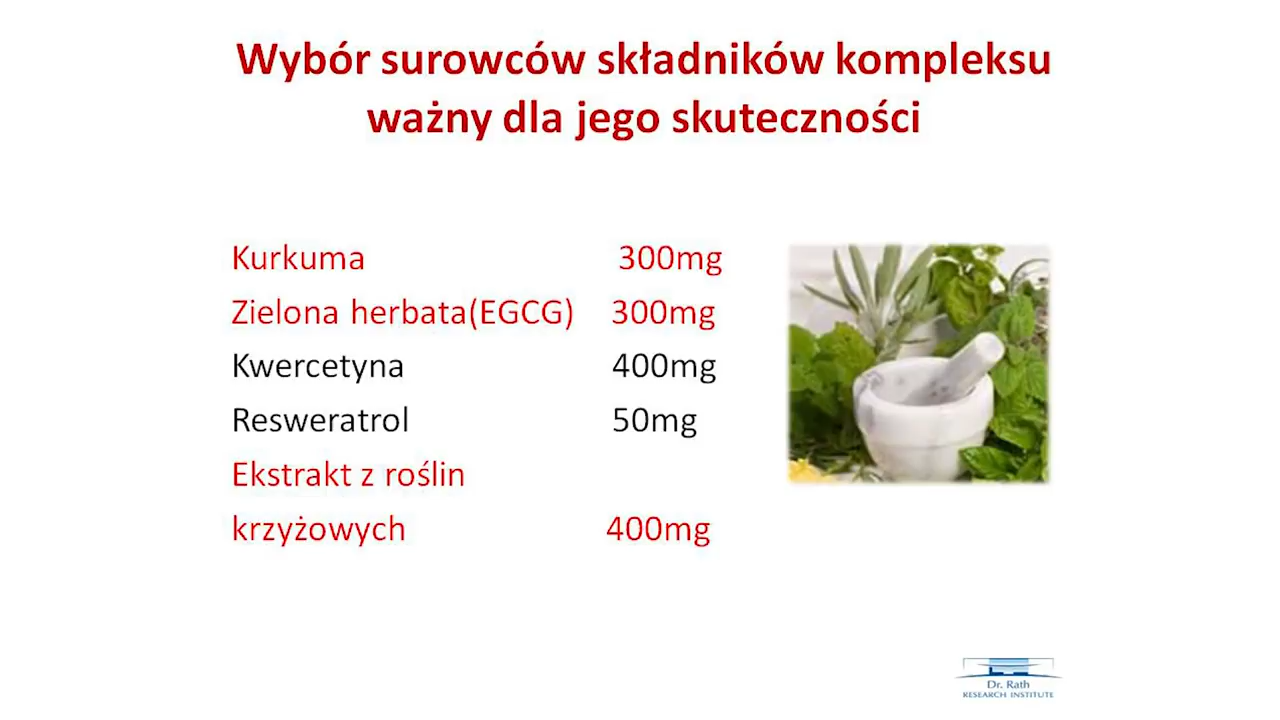 Wybór surowców składników kompleksu
ważny dla jego skuteczności
Kurkuma 300mg
Zielona herbata(EGCG) 300mg
Kwercetyna 400mg
Resweratrol 50mg
Ekstrakt z roślin
krzyżowych 400mg
Dr. Rath
RESEARCH INSTITUTE